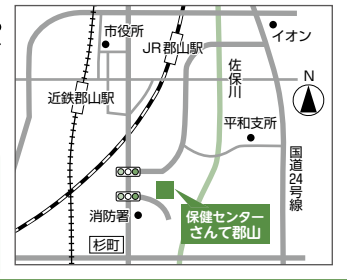 市役所
イオン
JR郡山駅
佐保川
N
近鉄郡山駅
平和支所
国道24号線
保健センター
さんて郡山
消防署
杉町